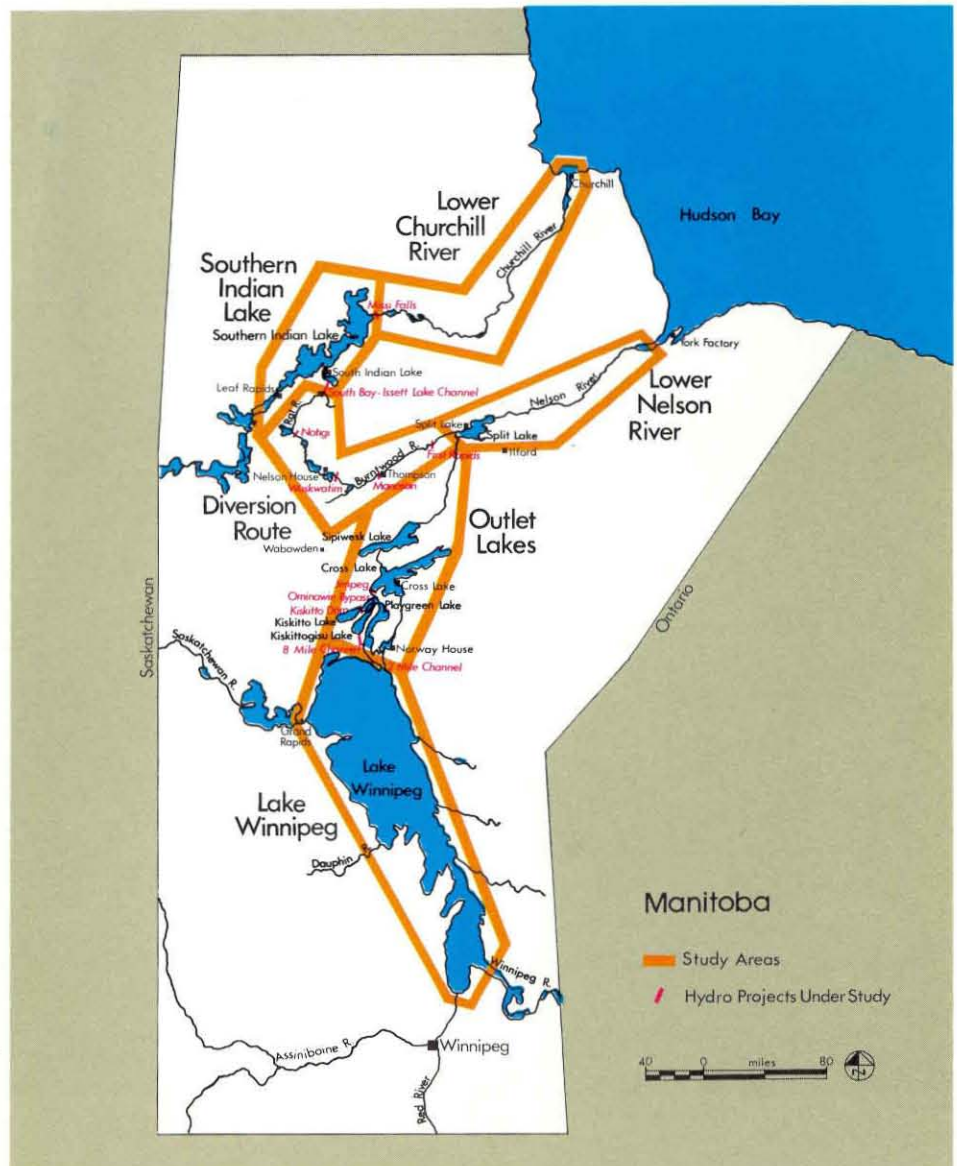 Churchill
Hudson Bay
Lower
Churchill
River
Churchill River
Southern
Indian
Lake
Missi Falls
Southern Indian Lake
York Factory
South Indian Lake
Leaf Rapids
South Bay-Issett Lake Channel
Nelson River
Lower
Nelson
River
Rat R.
Notigi
Split Lake
Split Lake
First Rapids
Ilford
Burntwood R.
Nelson House
Thompson
Wuskwatim
Manasan
Diversion
Route
Outlet
Lakes
Sipiwesk Lake
Wabowden
Cross Lake
Cross Lake
Jenpeg
Ominawin Bypass
Playgreen Lake
Kiskitto Dam
Kiskitto Lake
Kiskittogisu Lake
Norway House
8 Mile Channel
2 Mile Channel
Saskatchewan
Ontario
Saskatchewan R.
Grand
Rapids
Lake
Winnipeg
Lake
Winnipeg
Dauphin R.
Winnipeg R.
Manitoba
Study Areas
Hydro Projects Under Study
Assiniboine R.
Winnipeg
Red River
40 0 miles 80
Z